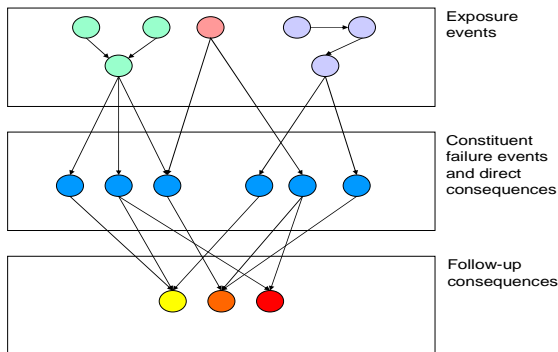 Exposure
events
Constituent
failure events
and direct
consequences
Follow-up
consequences